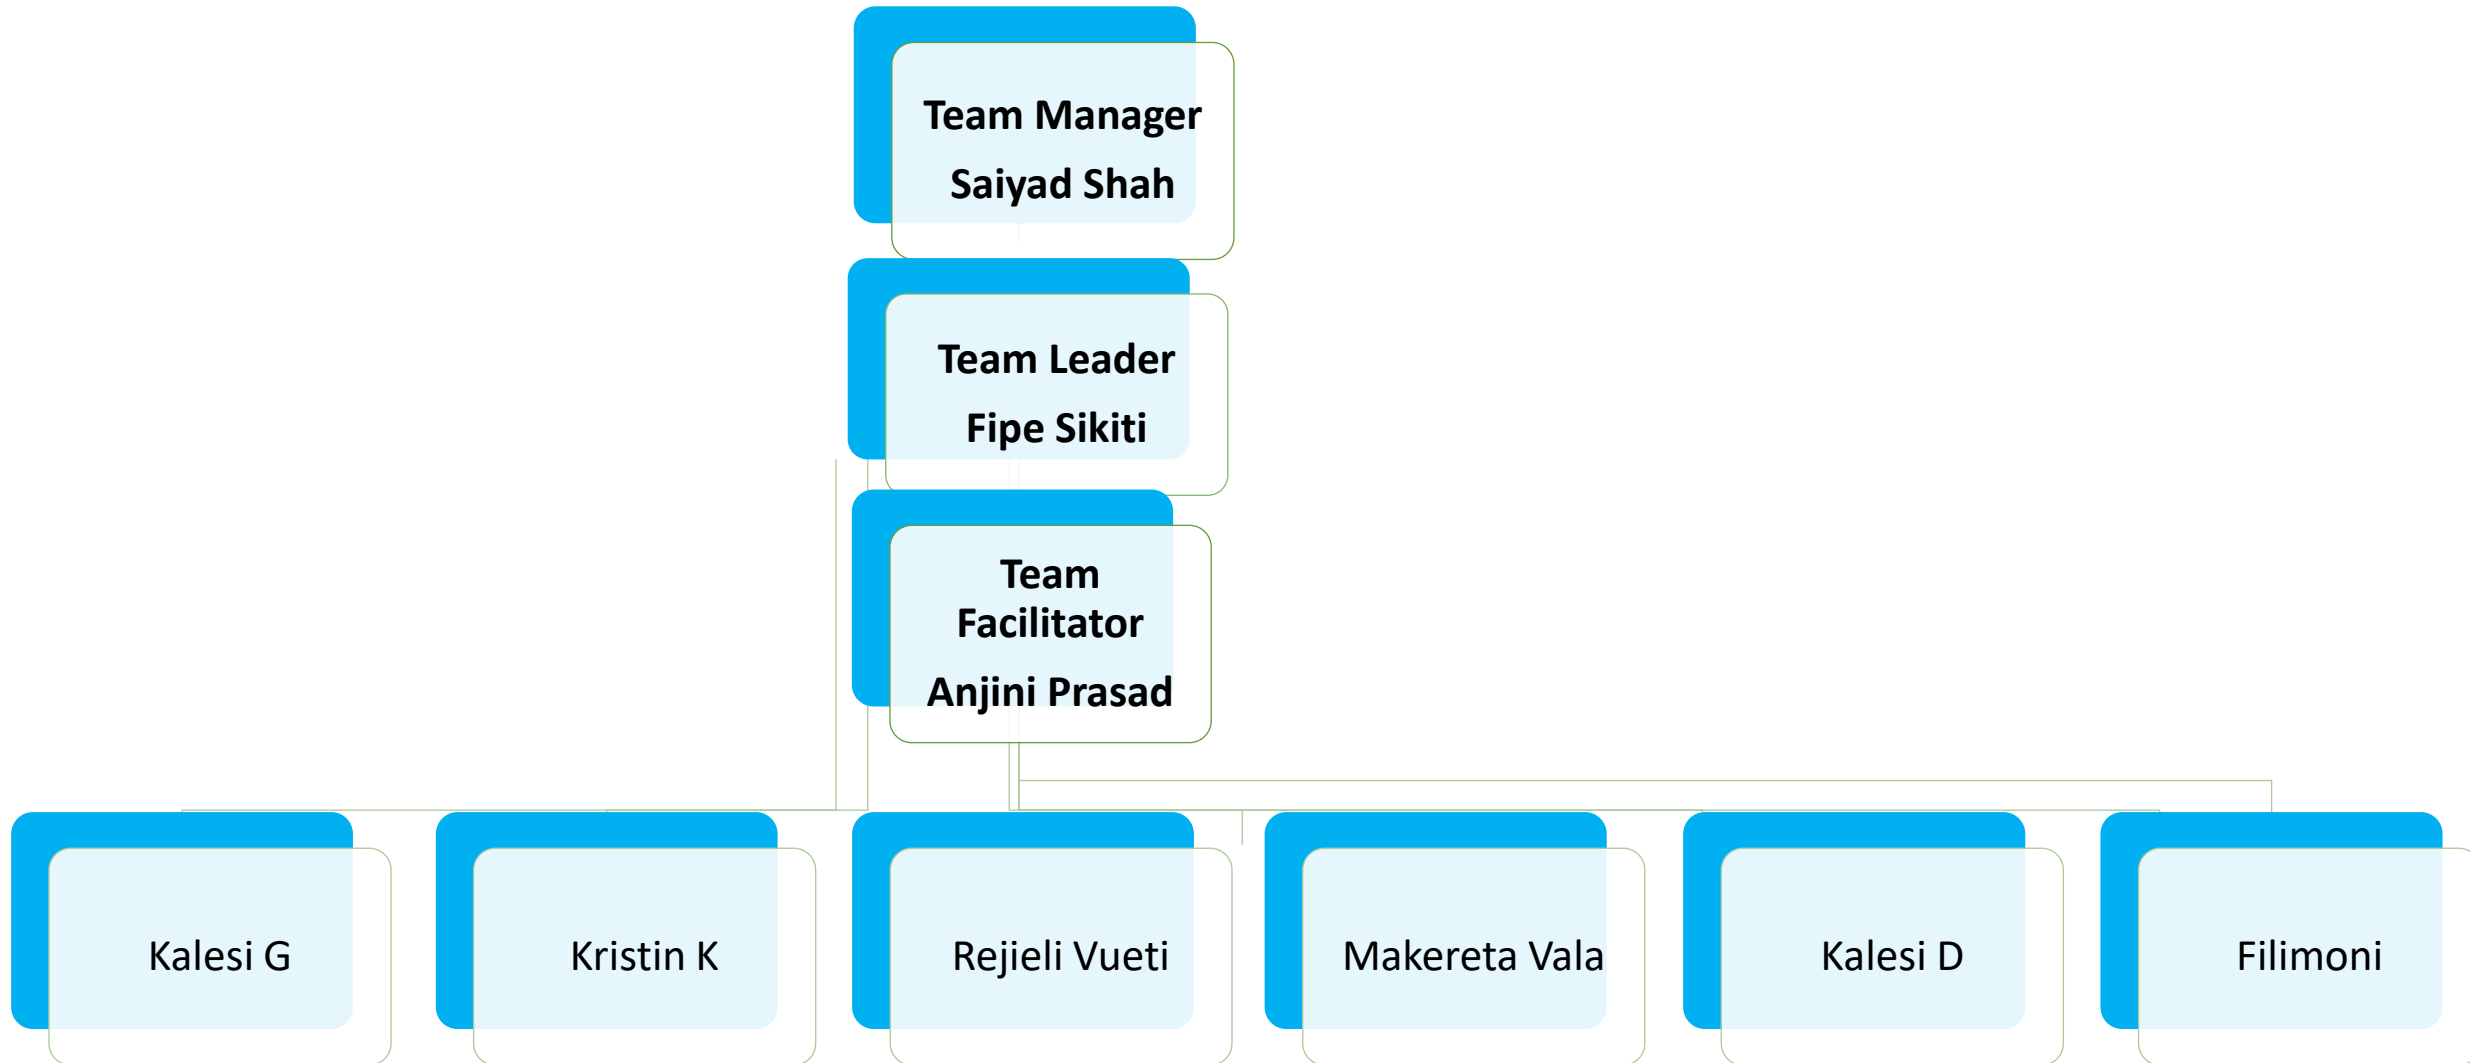 Team Manager
Saiyad Shah
Team Leader
Fipe Sikiti
Team
Facilitator
Anjini Prasad
Kalesi G
Kristin K
Rejieli Vueti
Makereta Vala
Kalesi D
Filimoni